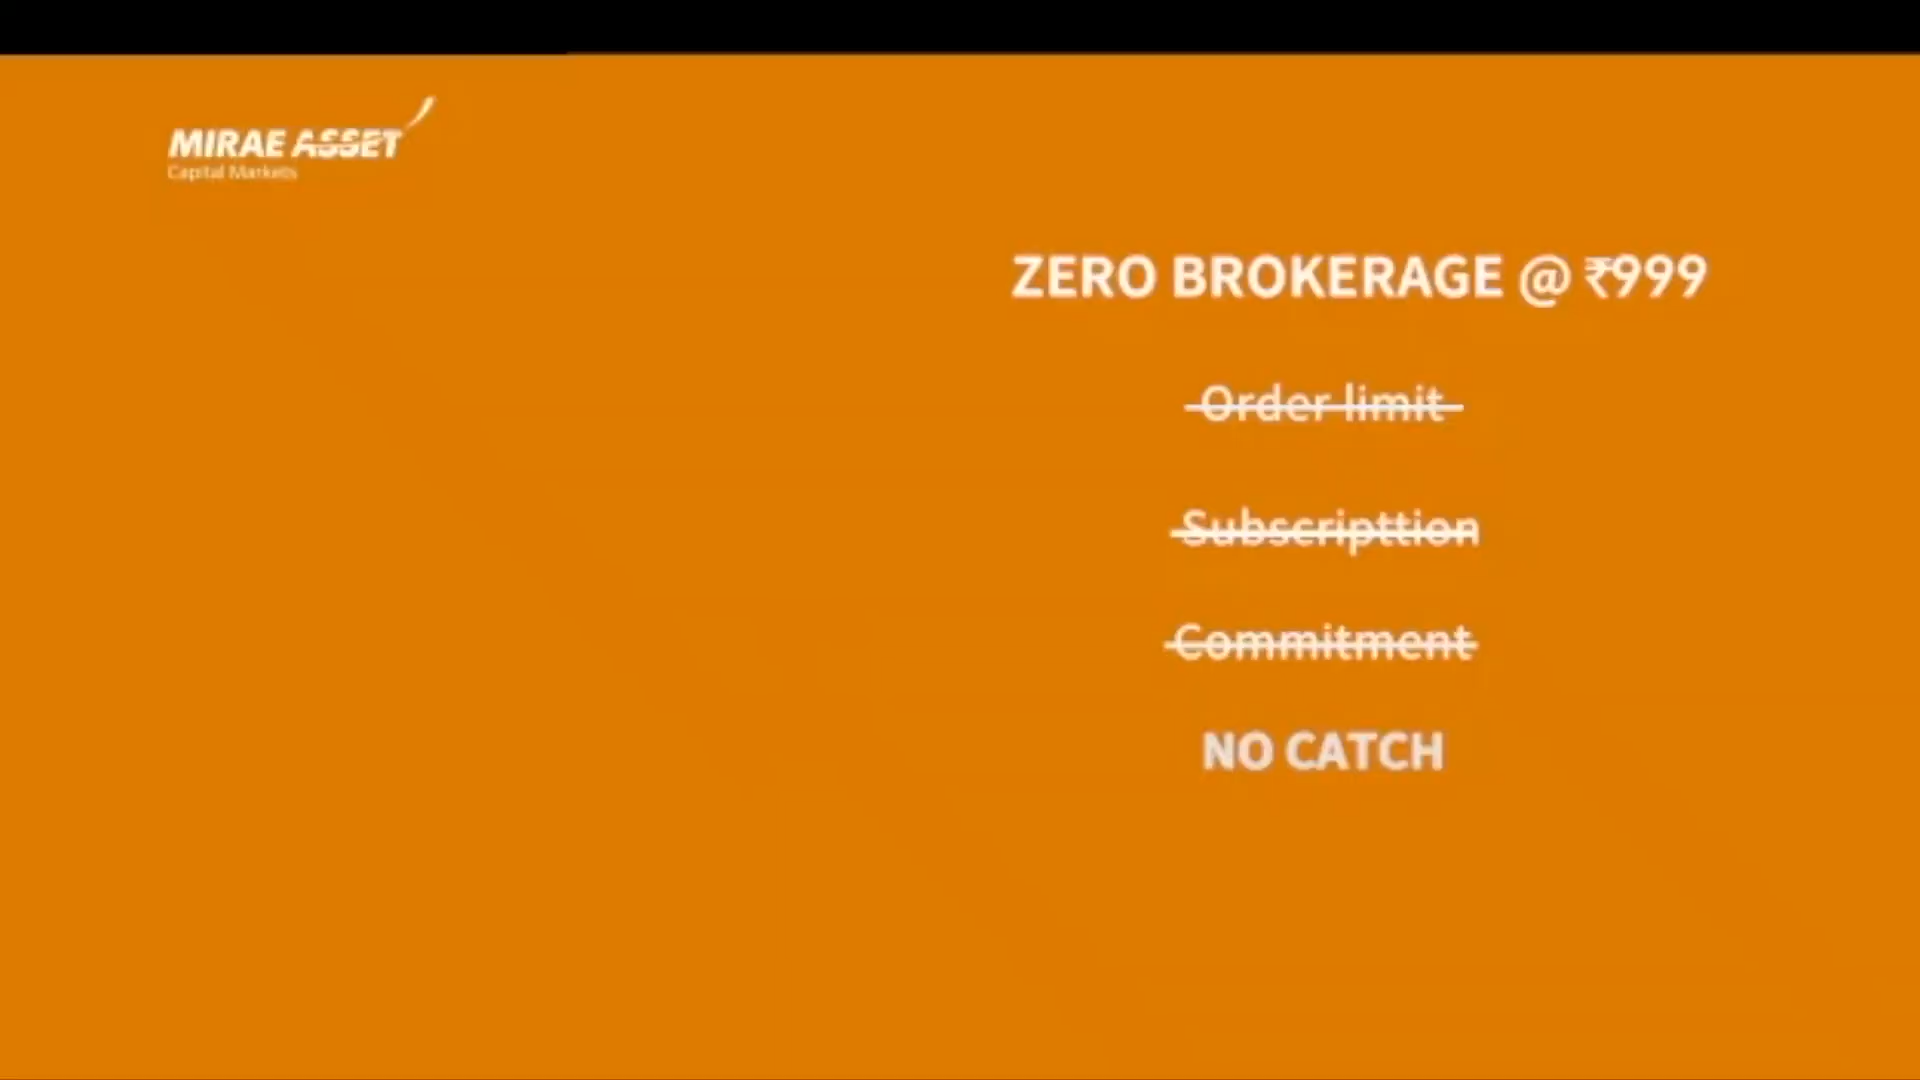 MIRAE ASSET
Capital Markets
ZERO BROKERAGE @ ₹999
Order limit
Subscripttion
Commitment
NO CATCH